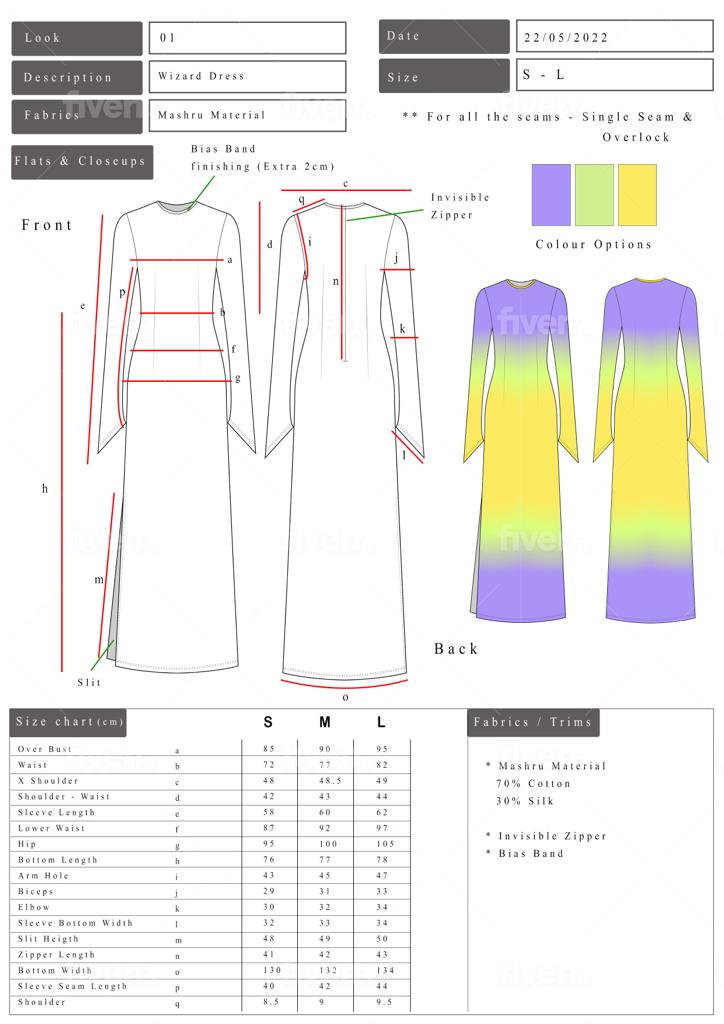 Look 01
Date 22/05/2022
Description Wizard Dress
Size S - L
Fabrics Mashru Material
** For all the seams - Single Seam &
Overlock
Flats & Closeups
Bias Band
finishing (Extra 2cm)
Invisible
Zipper
Colour Options
Front
a
b
c
d
e
f
g
h
i
j
k
l
m
n
o
p
q
Slit
Back
Size chart (cm) S M L
Over Bust a 85 90 95
Waist b 72 77 82
X Shoulder c 48 48.5 49
Shoulder - Waist d 42 43 44
Sleeve Length e 58 60 62
Lower Waist f 87 92 97
Hip g 95 100 105
Bottom Length h 76 77 78
Arm Hole i 43 45 47
Biceps j 29 31 33
Elbow k 30 32 34
Sleeve Bottom Width l 32 33 34
Slit Heigth m 48 49 50
Zipper Length n 41 42 43
Bottom Width o 130 132 134
Sleeve Seam Length p 40 42 44
Shoulder q 8.5 9 9.5
Fabrics / Trims
* Mashru Material
70% Cotton
30% Silk
* Invisible Zipper
* Bias Band
fiverr.